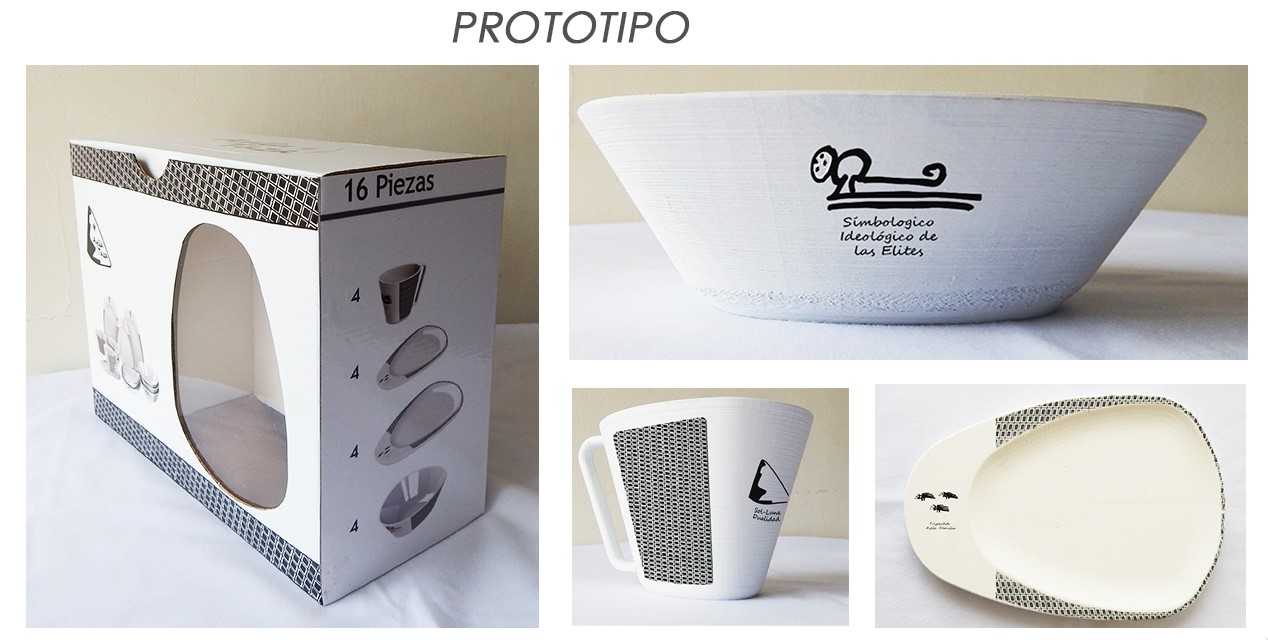 PROTOTIPO
16 Piezas
4
4
4
4
Símbologico
Ideológico de
las Elites
Sol-Luna
Dualidad